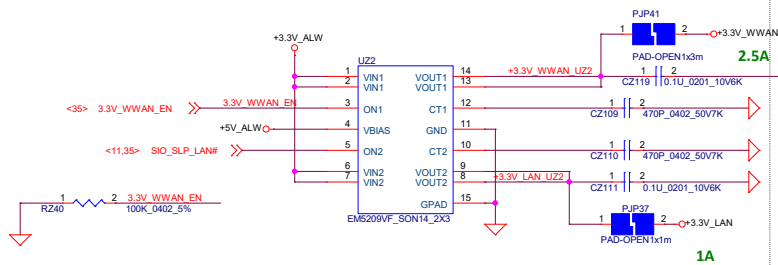 PJP41
1 2 +3.3V_WWAN
PAD-OPEN1x3m
2.5A
+3.3V_ALW
UZ2
1 VIN1 VOUT1 14 +3.3V_WWAN_UZ2
2 VIN1 VOUT1 13
CZ119 1 2 0.1U_0201_10V6K
<35> 3.3V_WWAN_EN 3.3V_WWAN_EN 3 ON1 CT1 12 1 2
CZ109 470P_0402_50V7K
+5V_ALW 4 VBIAS GND 11
<11,35> SIO_SLP_LAN# 5 ON2 CT2 10 1 2
CZ110 470P_0402_50V7K
6 VIN2 VOUT2 9
7 VIN2 VOUT2 8 +3.3V_LAN_UZ2 1 2
CZ111 0.1U_0201_10V6K
GPAD 15
EM5209VF_SON14_2X3
1 2 3.3V_WWAN_EN
RZ40 100K_0402_5%
PJP37
1 2 +3.3V_LAN
PAD-OPEN1x1m
1A